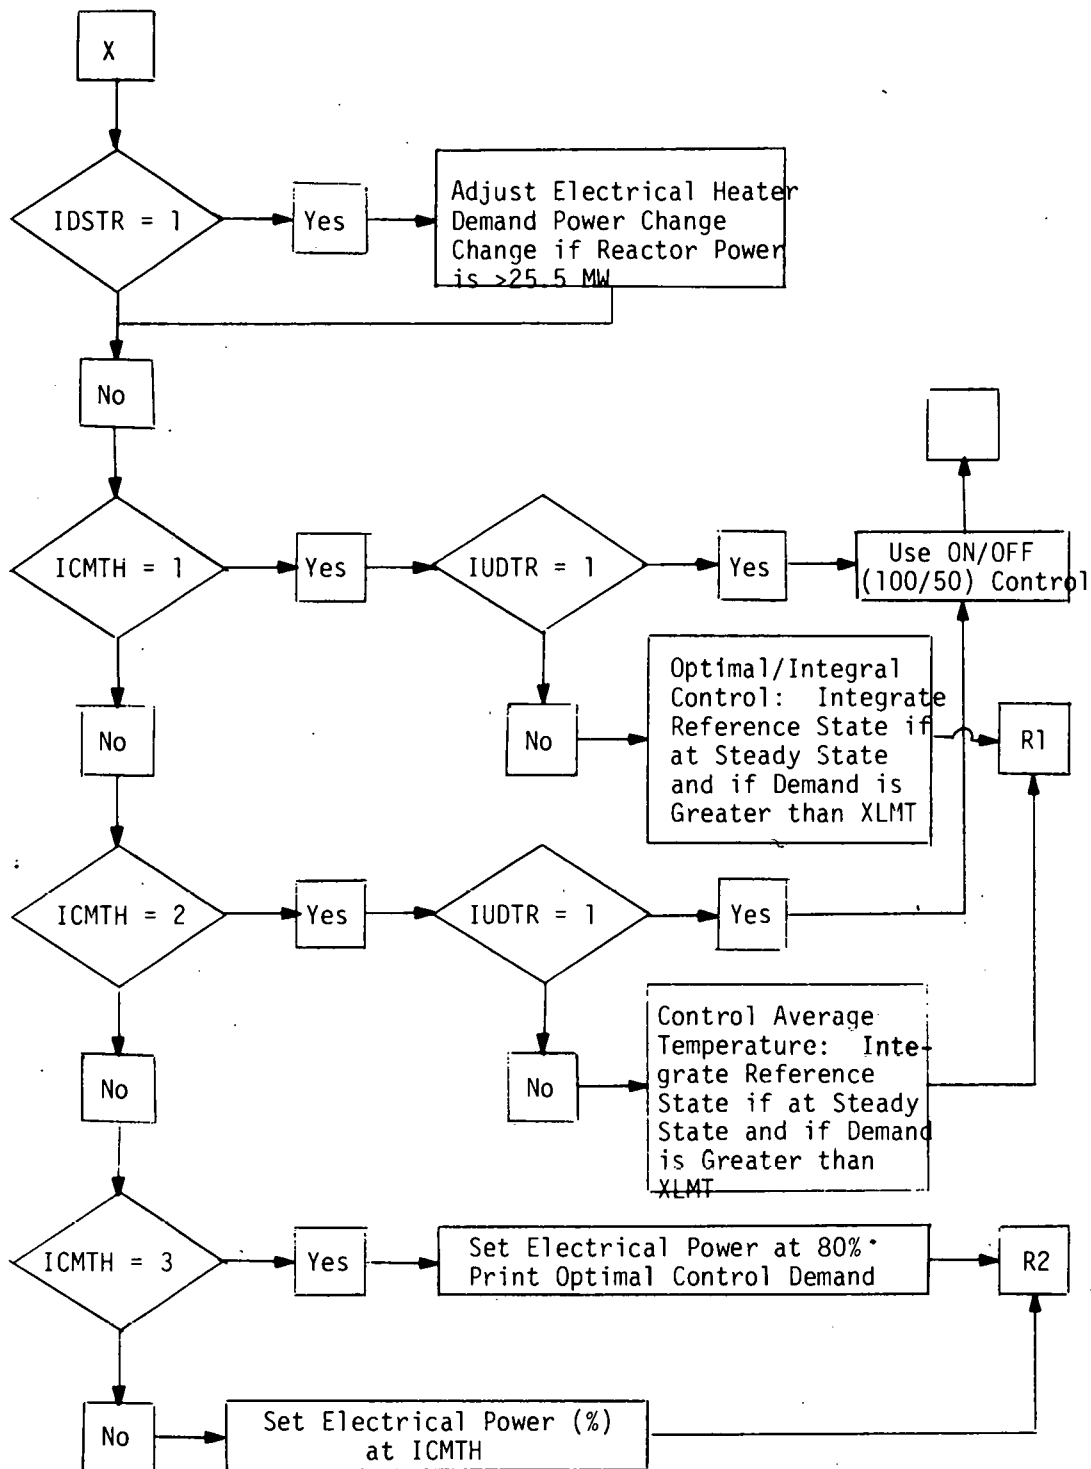 X
IDSTR = 1
Yes
Adjust Electrical Heater
Demand Power Change
Change if Reactor Power
is >25.5 MW
No
ICMTH = 1
Yes
IUDTR = 1
Yes
Use ON/OFF
(100/50) Control
No
No
Optimal/Integral
Control: Integrate
Reference State if
at Steady State
and if Demand is
Greater than XLMT
R1
ICMTH = 2
Yes
IUDTR = 1
Yes
No
No
Control Average
Temperature: Inte-
grate Reference
State if at Steady
State and if Demand
is Greater than
XLMT
ICMTH = 3
Yes
Set Electrical Power at 80%
Print Optimal Control Demand
R2
No
Set Electrical Power (%)
at ICMTH